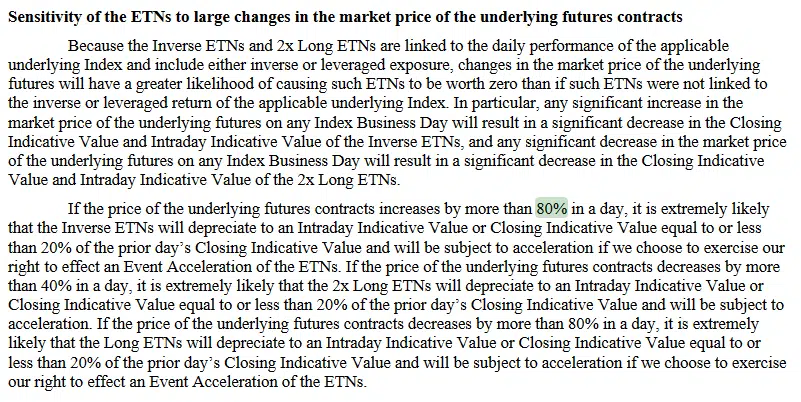 Sensitivity of the ETNs to large changes in the market price of the underlying futures contracts
Because the Inverse ETNs and 2x Long ETNs are linked to the daily performance of the applicable
underlying Index and include either inverse or leveraged exposure, changes in the market price of the underlying
futures will have a greater likelihood of causing such ETNs to be worth zero than if such ETNs were not linked to
the inverse or leveraged return of the applicable underlying Index. In particular, any significant increase in the
market price of the underlying futures on any Index Business Day will result in a significant decrease in the Closing
Indicative Value and Intraday Indicative Value of the Inverse ETNs, and any significant decrease in the market price
of the underlying futures on any Index Business Day will result in a significant decrease in the Closing Indicative
Value and Intraday Indicative Value of the 2x Long ETNs.
If the price of the underlying futures contracts increases by more than 80% in a day, it is extremely likely
that the Inverse ETNs will depreciate to an Intraday Indicative Value or Closing Indicative Value equal to or less
than 20% of the prior day’s Closing Indicative Value and will be subject to acceleration if we choose to exercise our
right to effect an Event Acceleration of the ETNs. If the price of the underlying futures contracts decreases by more
than 40% in a day, it is extremely likely that the 2x Long ETNs will depreciate to an Intraday Indicative Value or
Closing Indicative Value equal to or less than 20% of the prior day’s Closing Indicative Value and will be subject to
acceleration. If the price of the underlying futures contracts decreases by more than 80% in a day, it is extremely
likely that the Long ETNs will depreciate to an Intraday Indicative Value or Closing Indicative Value equal to or
less than 20% of the prior day’s Closing Indicative Value and will be subject to acceleration if we choose to exercise
our right to effect an Event Acceleration of the ETNs.